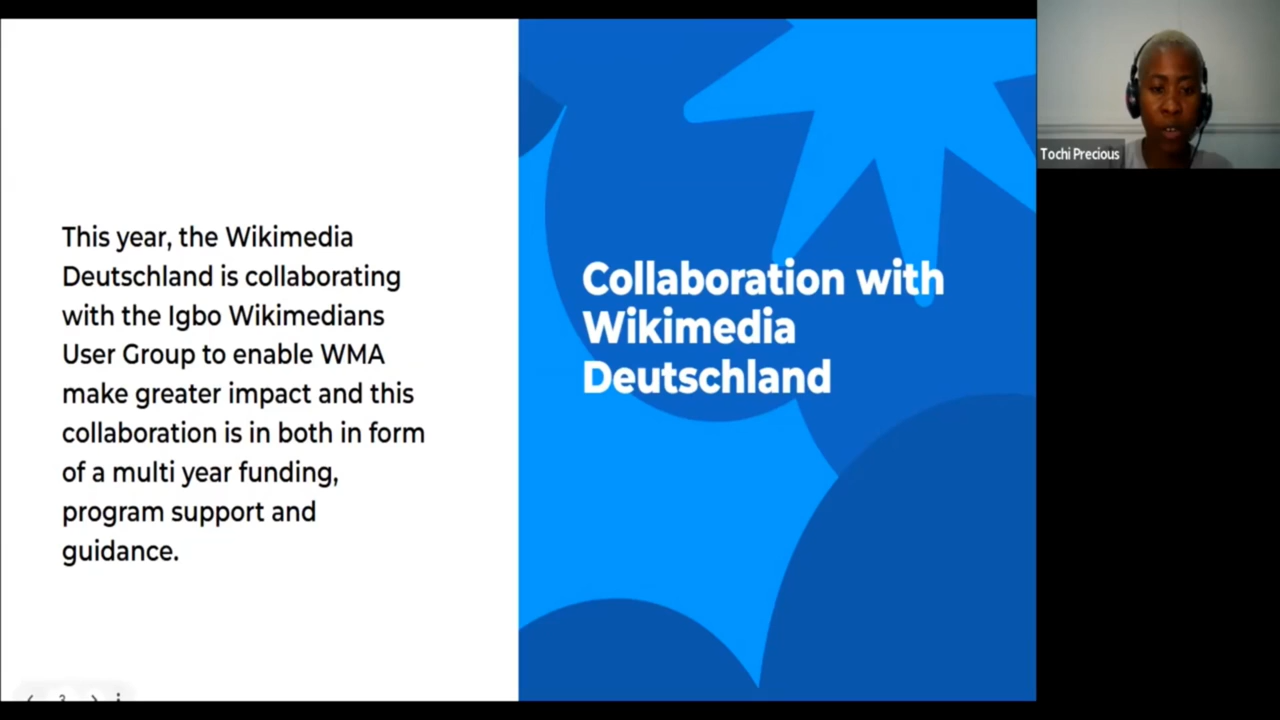 This year, the Wikimedia
Deutschland is collaborating
with the Igbo Wikimedians
User Group to enable WMA
make greater impact and this
collaboration is in both in form
of a multi year funding,
program support and
guidance.
Collaboration with
Wikimedia
Deutschland
Tochi Precious